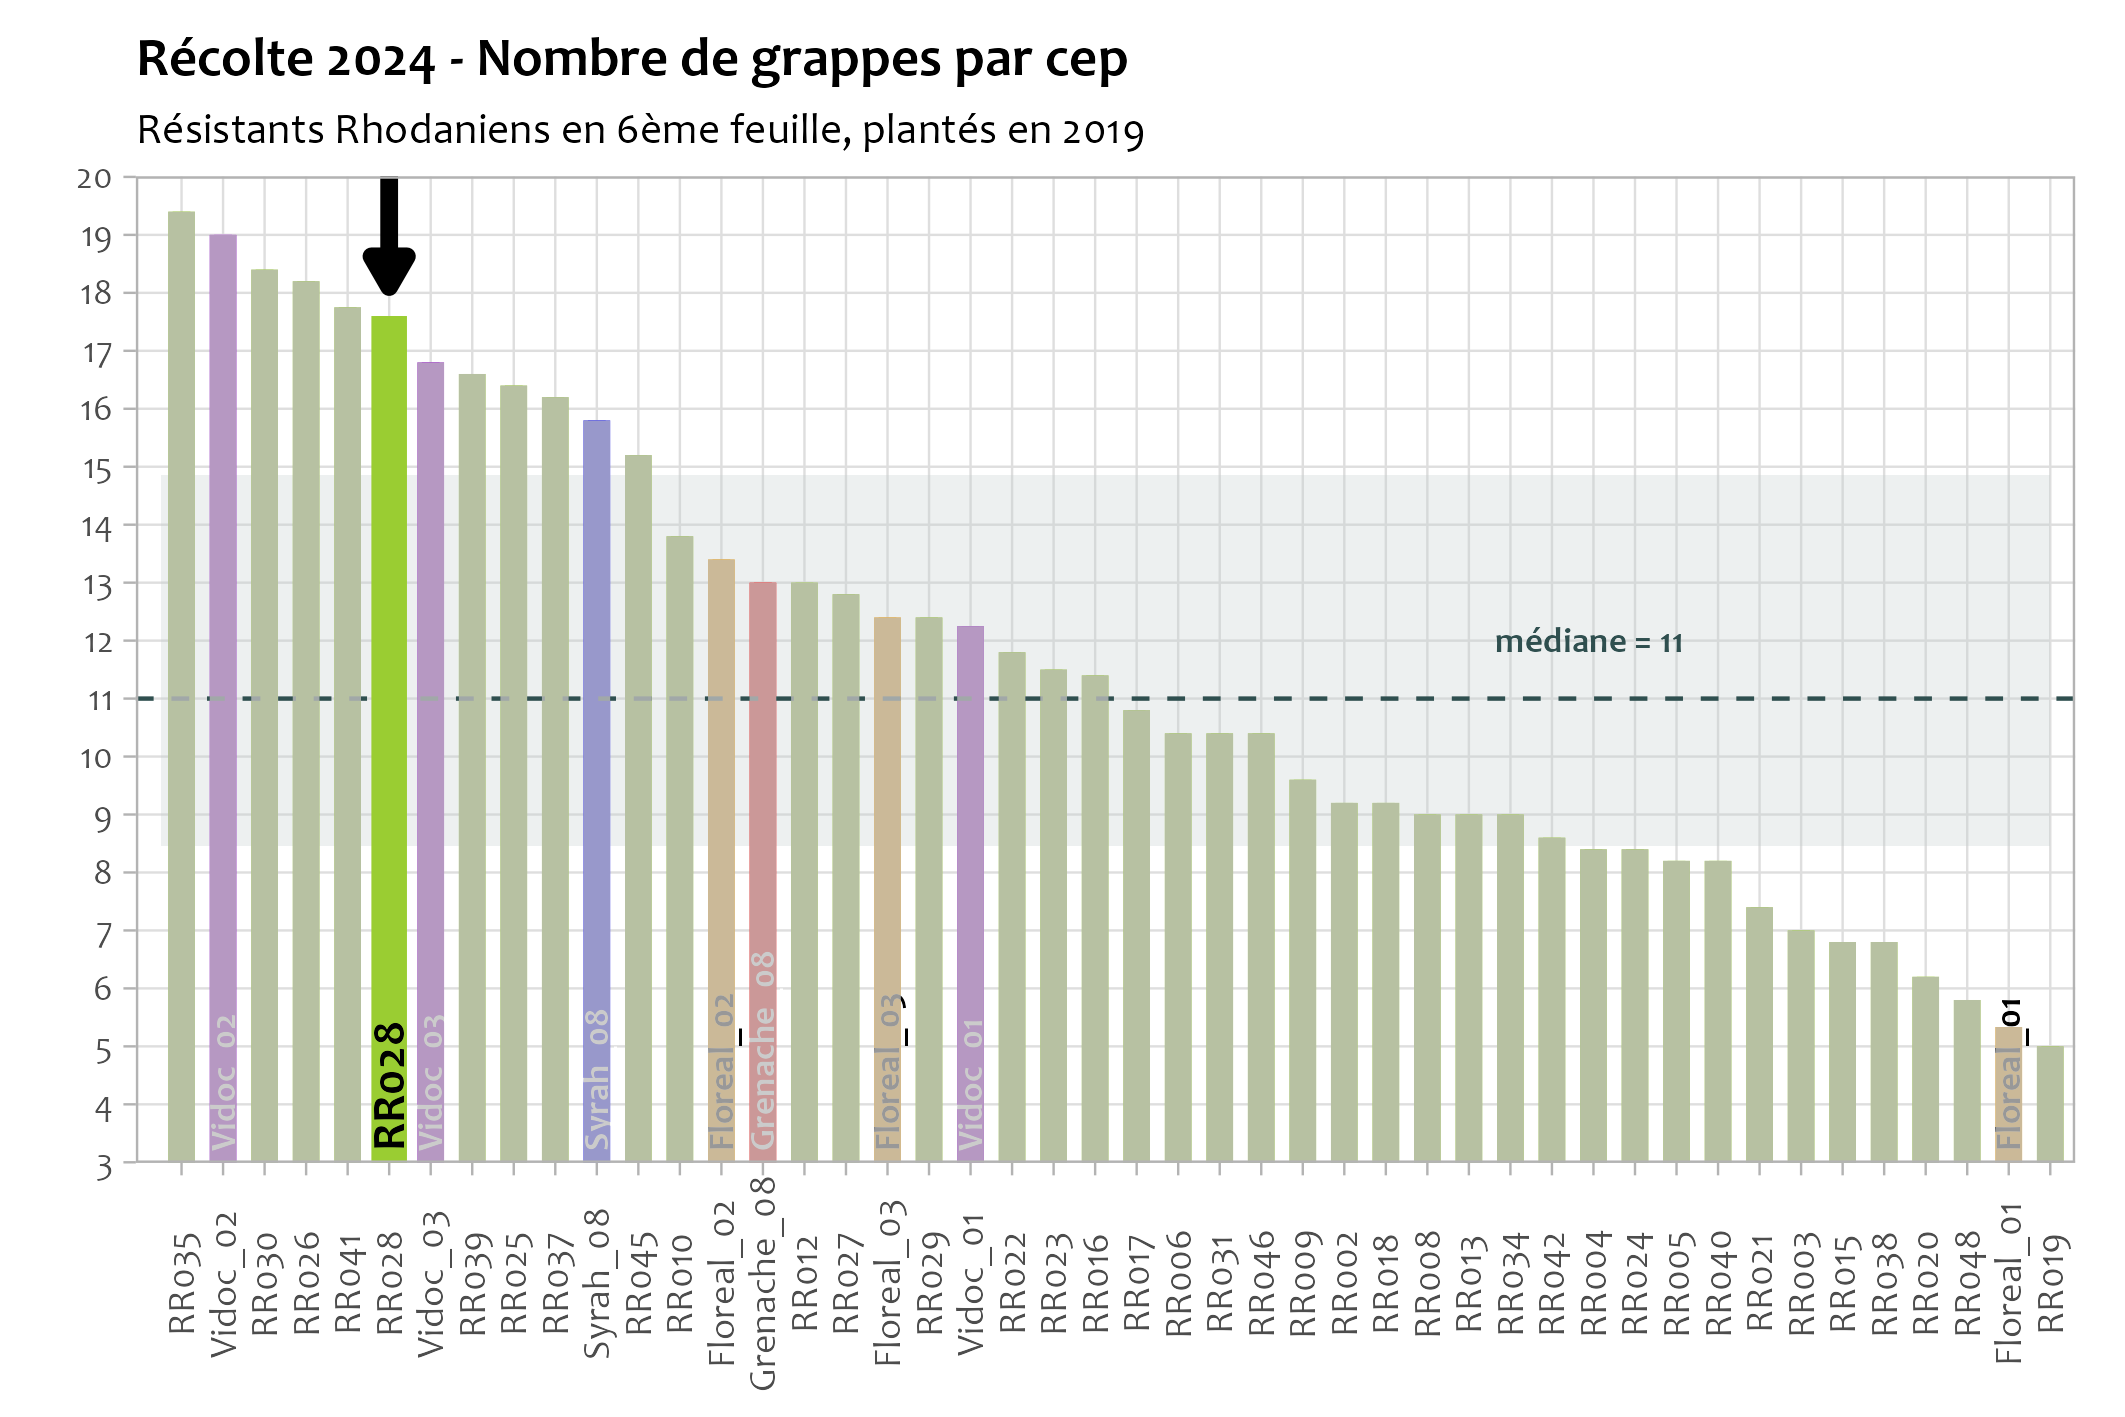 Récolte 2024 - Nombre de grappes par cep
Résistants Rhodaniens en 6ème feuille, plantés en 2019
20
19
18
17
16
15
14
13
12
11
10
9
8
7
6
5
4
3
médiane = 11
Vidoc_02
RR028
Vidoc_03
Syrah_08
Floreal_02
Grenache_08
Floreal_03
Vidoc_01
Floreal_01
RR035
Vidoc_02
RR030
RR026
RR041
RR028
Vidoc_03
RR039
RR025
RR037
Syrah_08
RR045
RR010
Floreal_02
Grenache_08
RR012
RR027
Floreal_03
RR029
Vidoc_01
RR022
RR023
RR016
RR017
RR006
RR031
RR046
RR009
RR002
RR018
RR008
RR013
RR034
RR042
RR004
RR024
RR005
RR040
RR021
RR003
RR015
RR038
RR020
RR048
Floreal_01
RR019